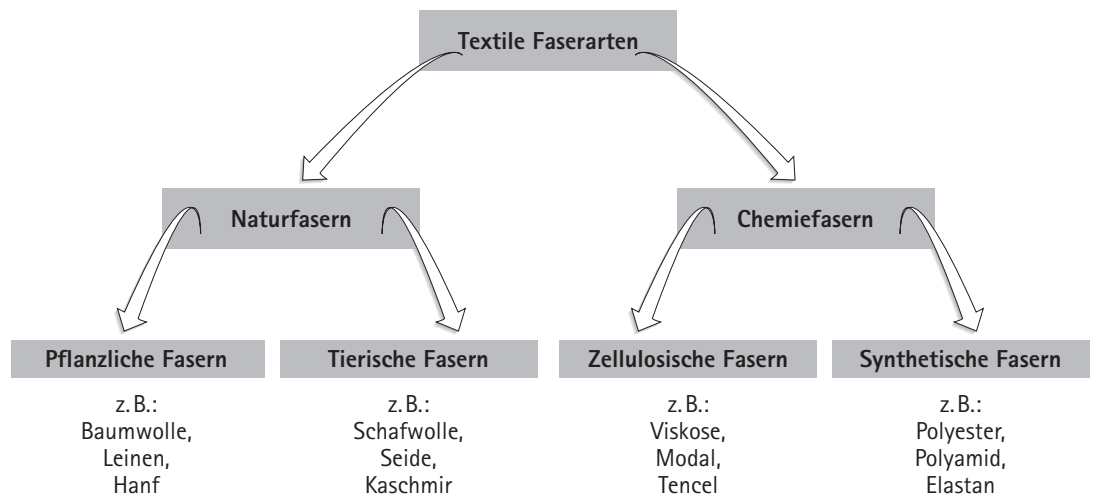 Textile Faserarten
Naturfasern
Chemiefasern
Pflanzliche Fasern
Tierische Fasern
Zellulosische Fasern
Synthetische Fasern
z. B.:
Baumwolle,
Leinen,
Hanf
z. B.:
Schafwolle,
Seide,
Kaschmir
z. B.:
Viskose,
Modal,
Tencel
z. B.:
Polyester,
Polyamid,
Elastan